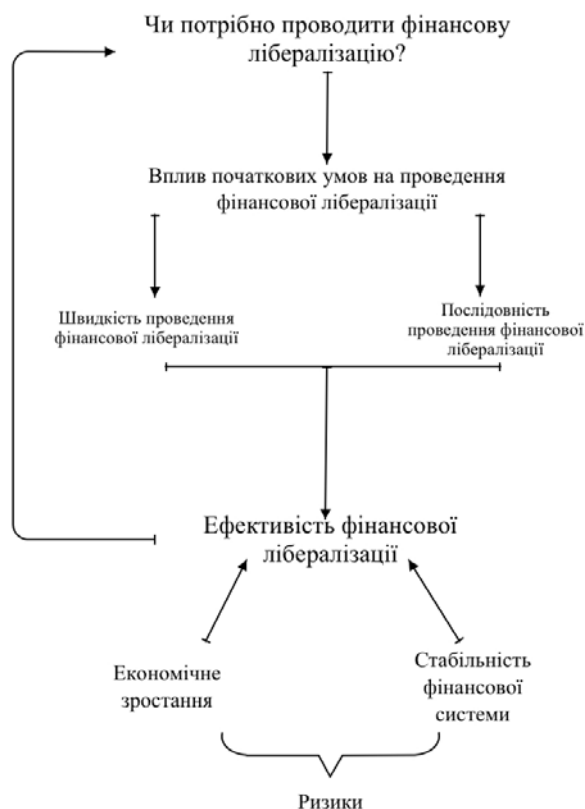 Чи потрібно проводити фінансову
лібералізацію?
Вплив початкових умов на проведення
фінансової лібералізації
Швидкість проведення
фінансової лібералізації
Послідовність
проведення фінансової
лібералізації
Ефективість фінансової
лібералізації
Економічне
зростання
Стабільність
фінансової
системи
Ризики